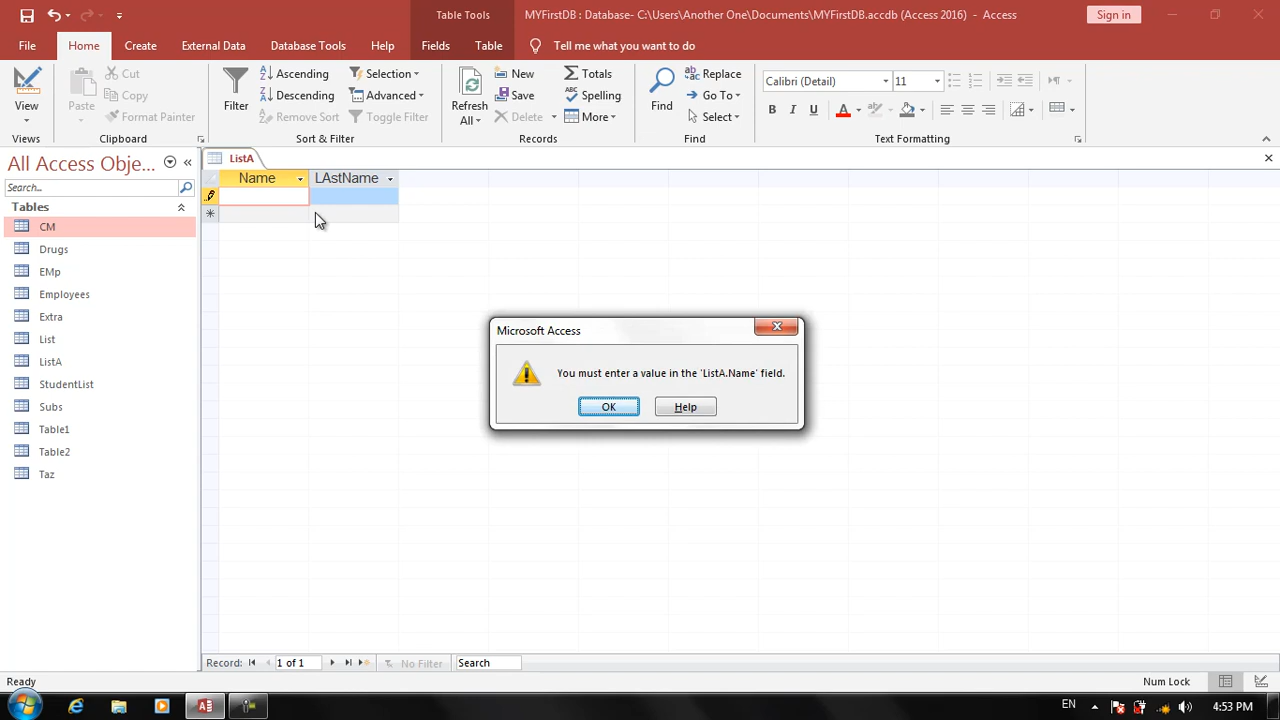 Table Tools
MYFirstDB : Database- C:\Users\Another One\Documents\MYFirstDB.accdb (Access 2016) - Access
Sign in
File Home Create External Data Database Tools Help Fields Table Tell me what you want to do
View
Views
Paste
Cut
Copy
Format Painter
Clipboard
Filter
Ascending
Descending
Remove Sort
Selection
Advanced
Toggle Filter
Sort & Filter
Refresh
All
New
Save
Delete
Totals
Spelling
More
Records
Find
Replace
Go To
Select
Find
Calibri (Detail) 11
B I U A ab
Text Formatting
All Access Obje...
Search...
Tables
CM
Drugs
EMp
Employees
Extra
List
ListA
StudentList
Subs
Table1
Table2
Taz
ListA
Name LAstName
Microsoft Access
You must enter a value in the 'ListA.Name' field.
OK Help
Record: 1 of 1 No Filter Search
Ready
Num Lock
EN
4:53 PM